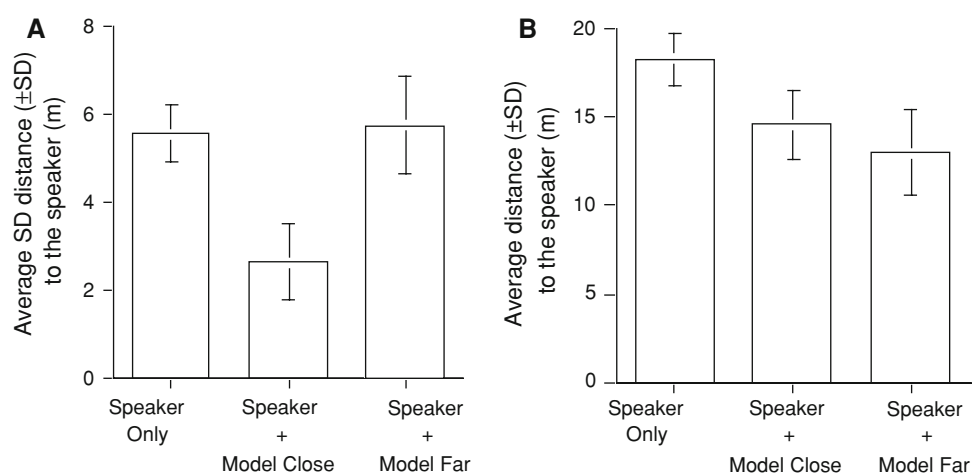 A
Average SD distance (±SD)
to the speaker (m)
8
6
4
2
0
Speaker
Only
Speaker
+
Model Close
Speaker
+
Model Far
B
Average distance (±SD)
to the speaker (m)
20
15
10
5
0
Speaker
Only
Speaker
+
Model Close
Speaker
+
Model Far